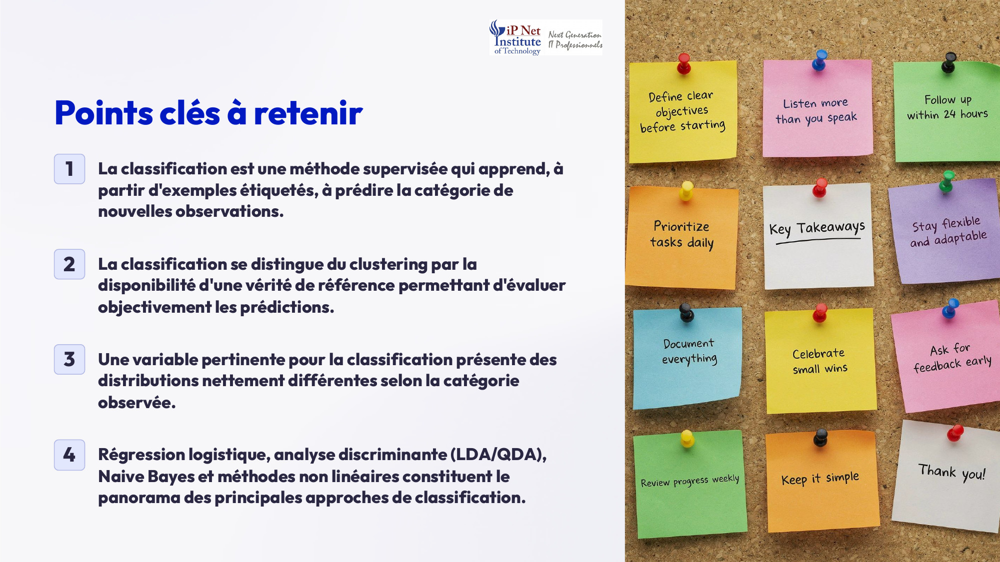 iP Net
Institute
of Technology
Next Generation
IT Professionnels
Points clés à retenir
1
La classification est une méthode supervisée qui apprend, à
partir d'exemples étiquetés, à prédire la catégorie de
nouvelles observations.
2
La classification se distingue du clustering par la
disponibilité d'une vérité de référence permettant d'évaluer
objectivement les prédictions.
3
Une variable pertinente pour la classification présente des
distributions nettement différentes selon la catégorie
observée.
4
Régression logistique, analyse discriminante (LDA/QDA),
Naive Bayes et méthodes non linéaires constituent le
panorama des principales approches de classification.
Define clear
objectives
before starting
Listen more
than you speak
Follow up
within 24 hours
Prioritize
tasks daily
Key Takeaways
Stay flexible
and adaptable
Document
everything
Celebrate
small wins
Ask for
feedback early
Review progress weekly
Keep it simple
Thank you!